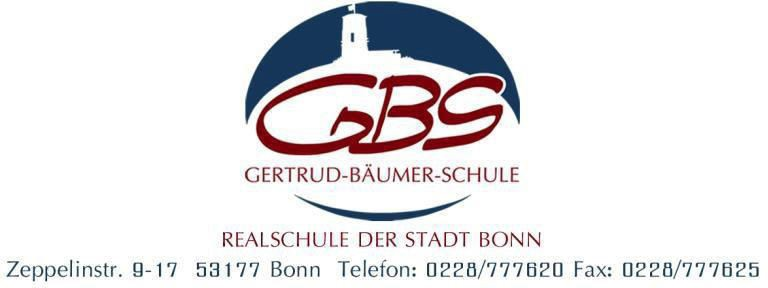 GBS
GERTRUD-BÄUMER-SCHULE
REALSCHULE DER STADT BONN
Zeppelinstr. 9-17 53177 Bonn Telefon: 0228/777620 Fax: 0228/777625